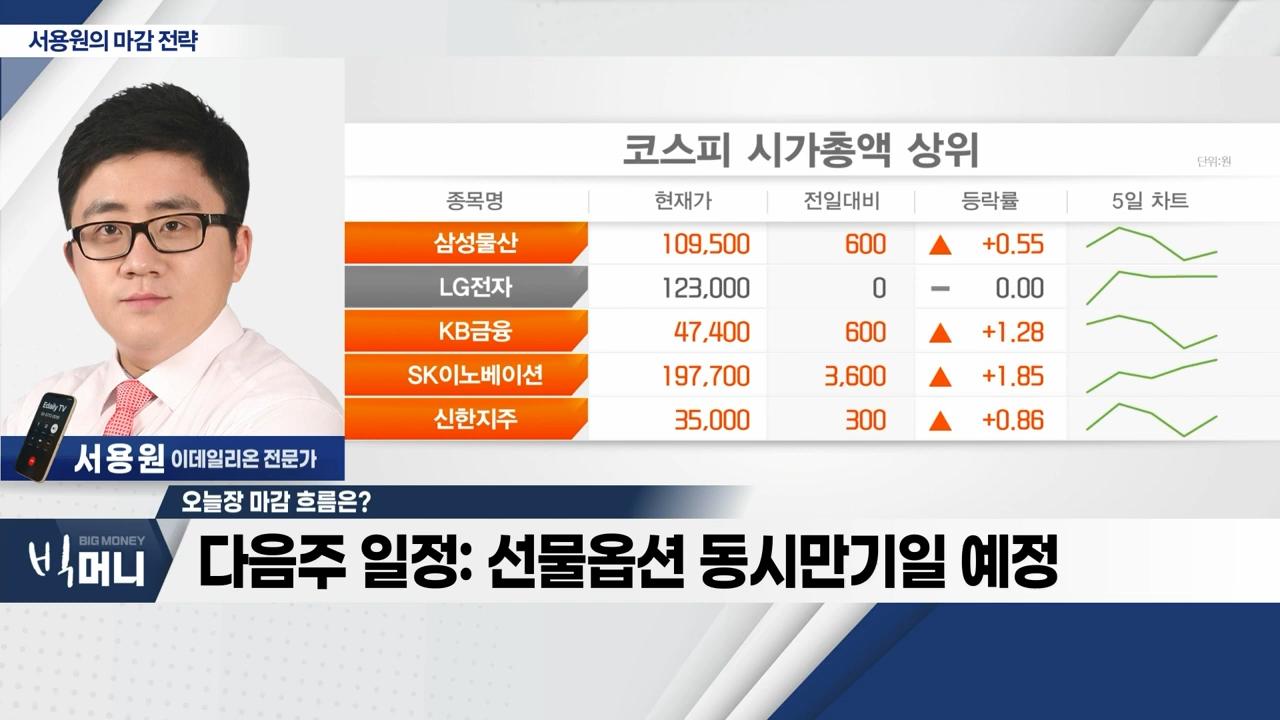 서용원의 마감 전략
코스피 시가총액 상위
단위:원
종목명 현재가 전일대비 등락률 5일 차트
삼성물산 109,500 600 ▲ +0.55
LG전자 123,000 0 − 0.00
KB금융 47,400 600 ▲ +1.28
SK이노베이션 197,700 3,600 ▲ +1.85
신한지주 35,000 300 ▲ +0.86
Edaily TV
서용원 이데일리온 전문가
오늘장 마감 흐름은?
BIG MONEY
빅머니
다음주 일정: 선물옵션 동시만기일 예정